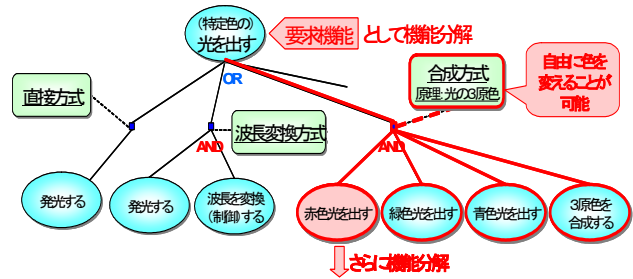 (特定色の)
光を出す
要求機能 として機能分解
OR
直接方式
波長変換方式
合成方式
原理:光の3原色
自由に色を
変えることが
可能
AND
AND
発光する
発光する
波長を変換
(制御)する
赤色光を出す
緑色光を出す
青色光を出す
3原色を
合成する
さらに機能分解